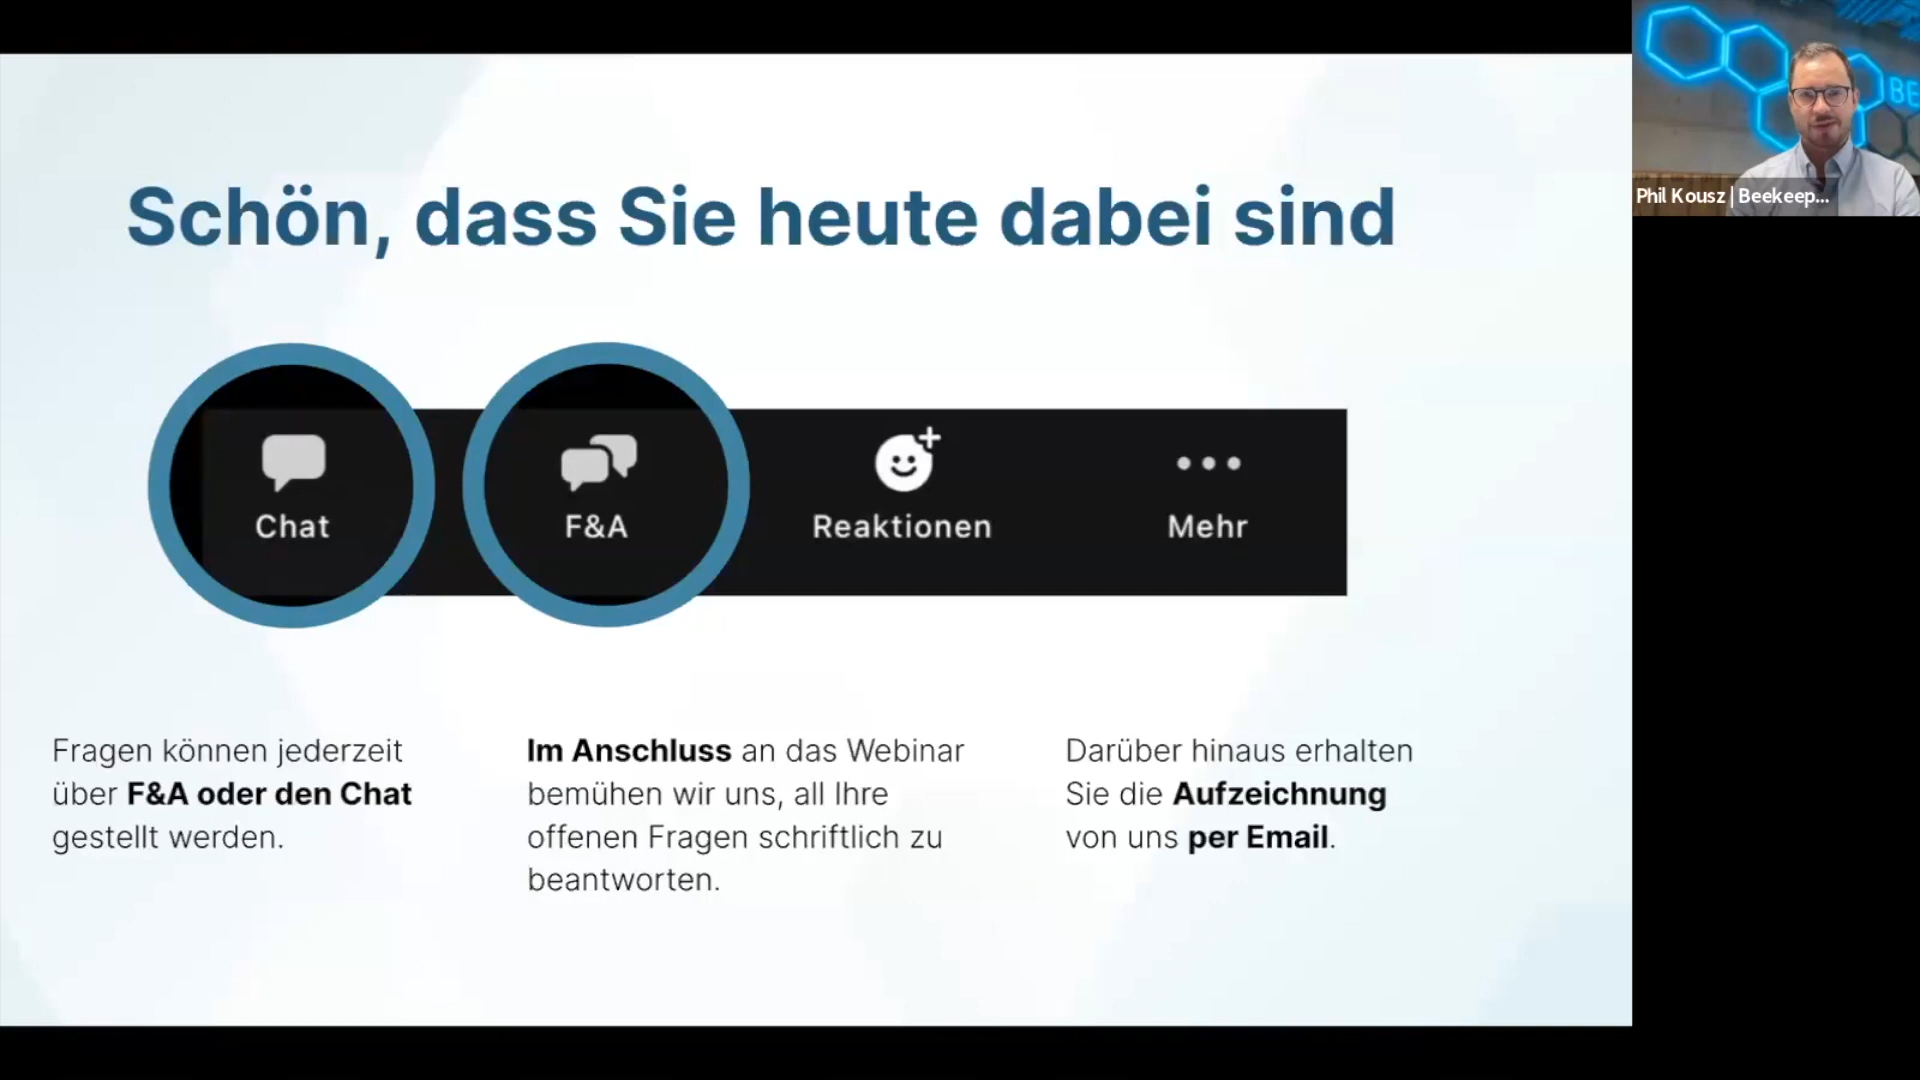 Schön, dass Sie heute dabei sind
Chat
F&A
Reaktionen
Mehr
Fragen können jederzeit
über F&A oder den Chat
gestellt werden.
Im Anschluss an das Webinar
bemühen wir uns, all Ihre
offenen Fragen schriftlich zu
beantworten.
Darüber hinaus erhalten
Sie die Aufzeichnung
von uns per Email.
BE
Phil Kousz | Beekeep...